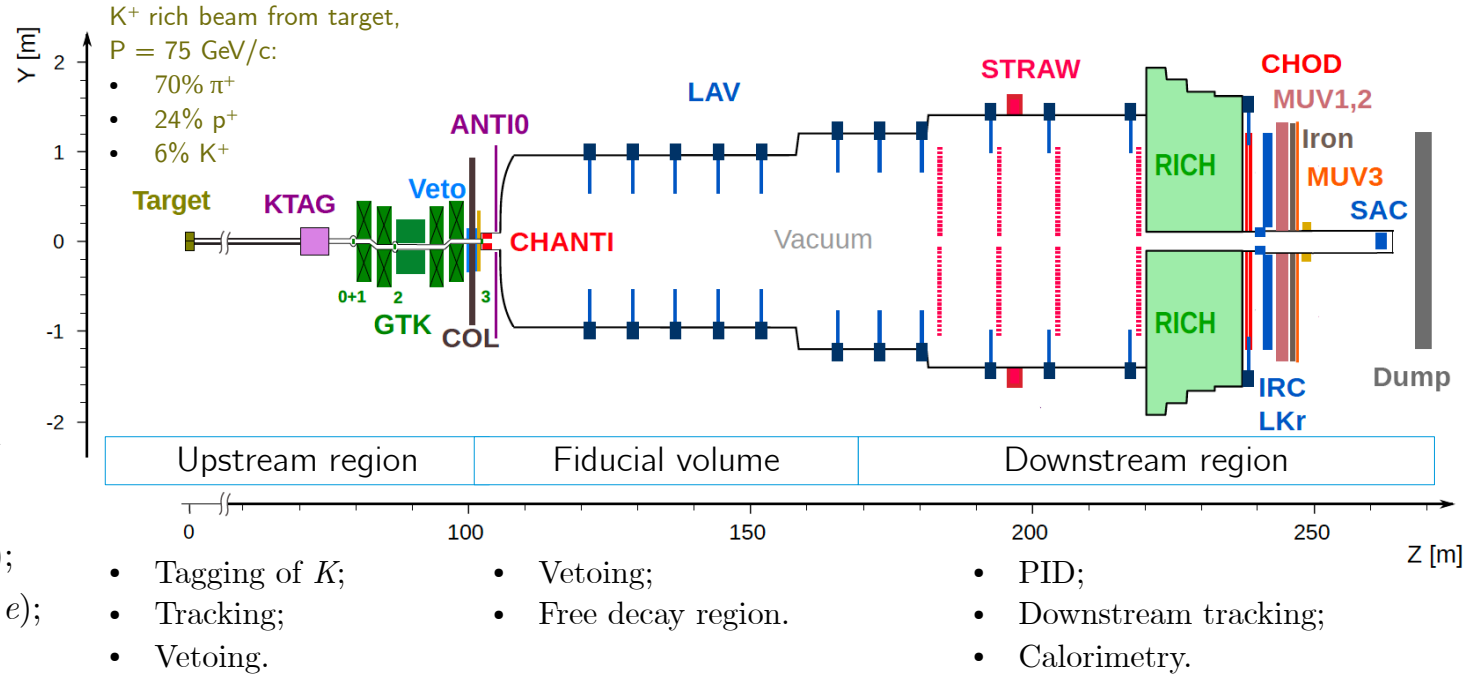 K⁺ rich beam from target,
P = 75 GeV/c:
• 70% π⁺
• 24% p⁺
• 6% K⁺
Y [m]
2
1
0
-1
-2
Target
KTAG
Veto
ANTI0
LAV
STRAW
CHOD
MUV1,2
Iron
MUV3
SAC
RICH
CHANTI
Vacuum
0+1
2
3
GTK
COL
RICH
IRC
LKr
Dump
Upstream region
Fiducial volume
Downstream region
0
100
150
200
250
Z [m]
);
e);
• Tagging of K;
• Tracking;
• Vetoing.
• Vetoing;
• Free decay region.
• PID;
• Downstream tracking;
• Calorimetry.